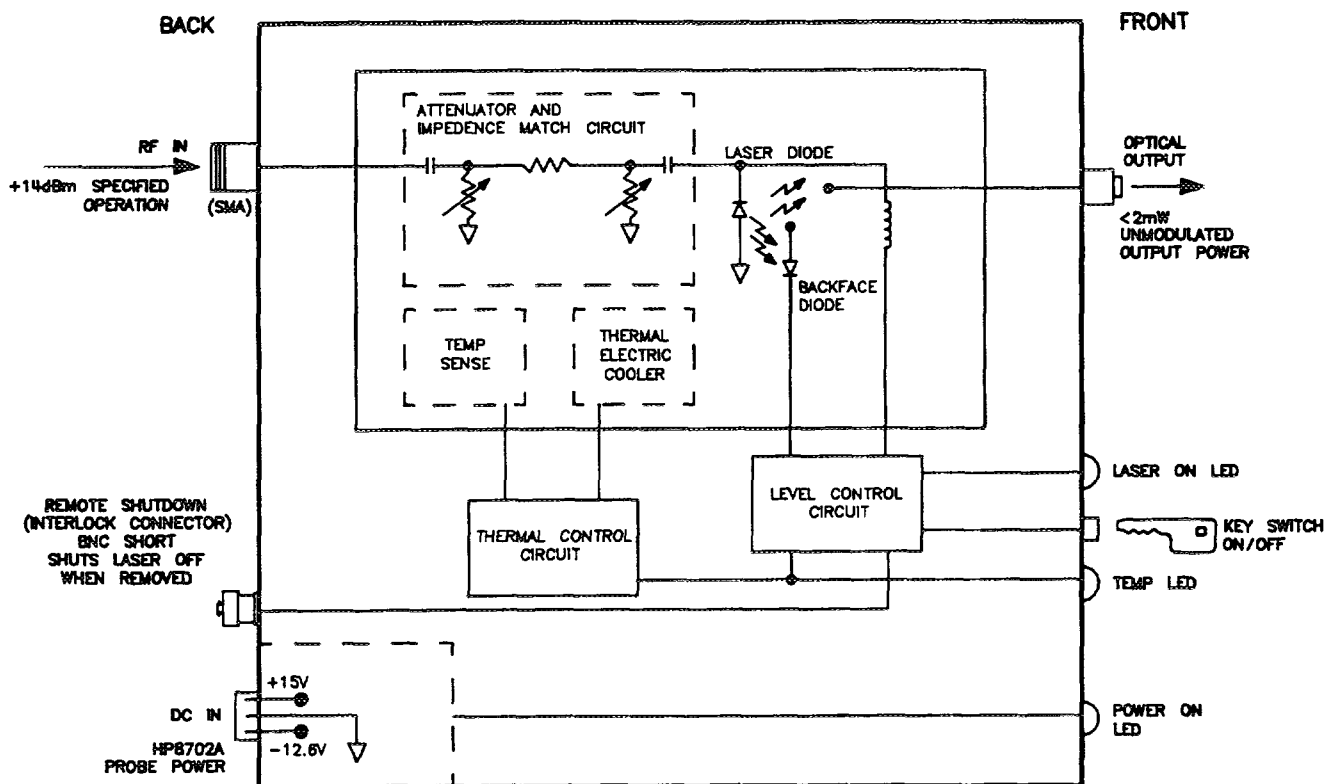 BACK
FRONT
ATTENUATOR AND
IMPEDENCE MATCH CIRCUIT
RF IN
+14dBm SPECIFIED
OPERATION
(SMA)
LASER DIODE
OPTICAL
OUTPUT
<2mW
UNMODULATED
OUTPUT POWER
BACKFACE
DIODE
TEMP
SENSE
THERMAL
ELECTRIC
COOLER
LASER ON LED
LEVEL CONTROL
CIRCUIT
KEY SWITCH
ON/OFF
REMOTE SHUTDOWN
(INTERLOCK CONNECTOR)
BNC SHORT
SHUTS LASER OFF
WHEN REMOVED
THERMAL CONTROL
CIRCUIT
TEMP LED
+15V
DC IN
-12.6V
HP8702A
PROBE POWER
POWER ON
LED